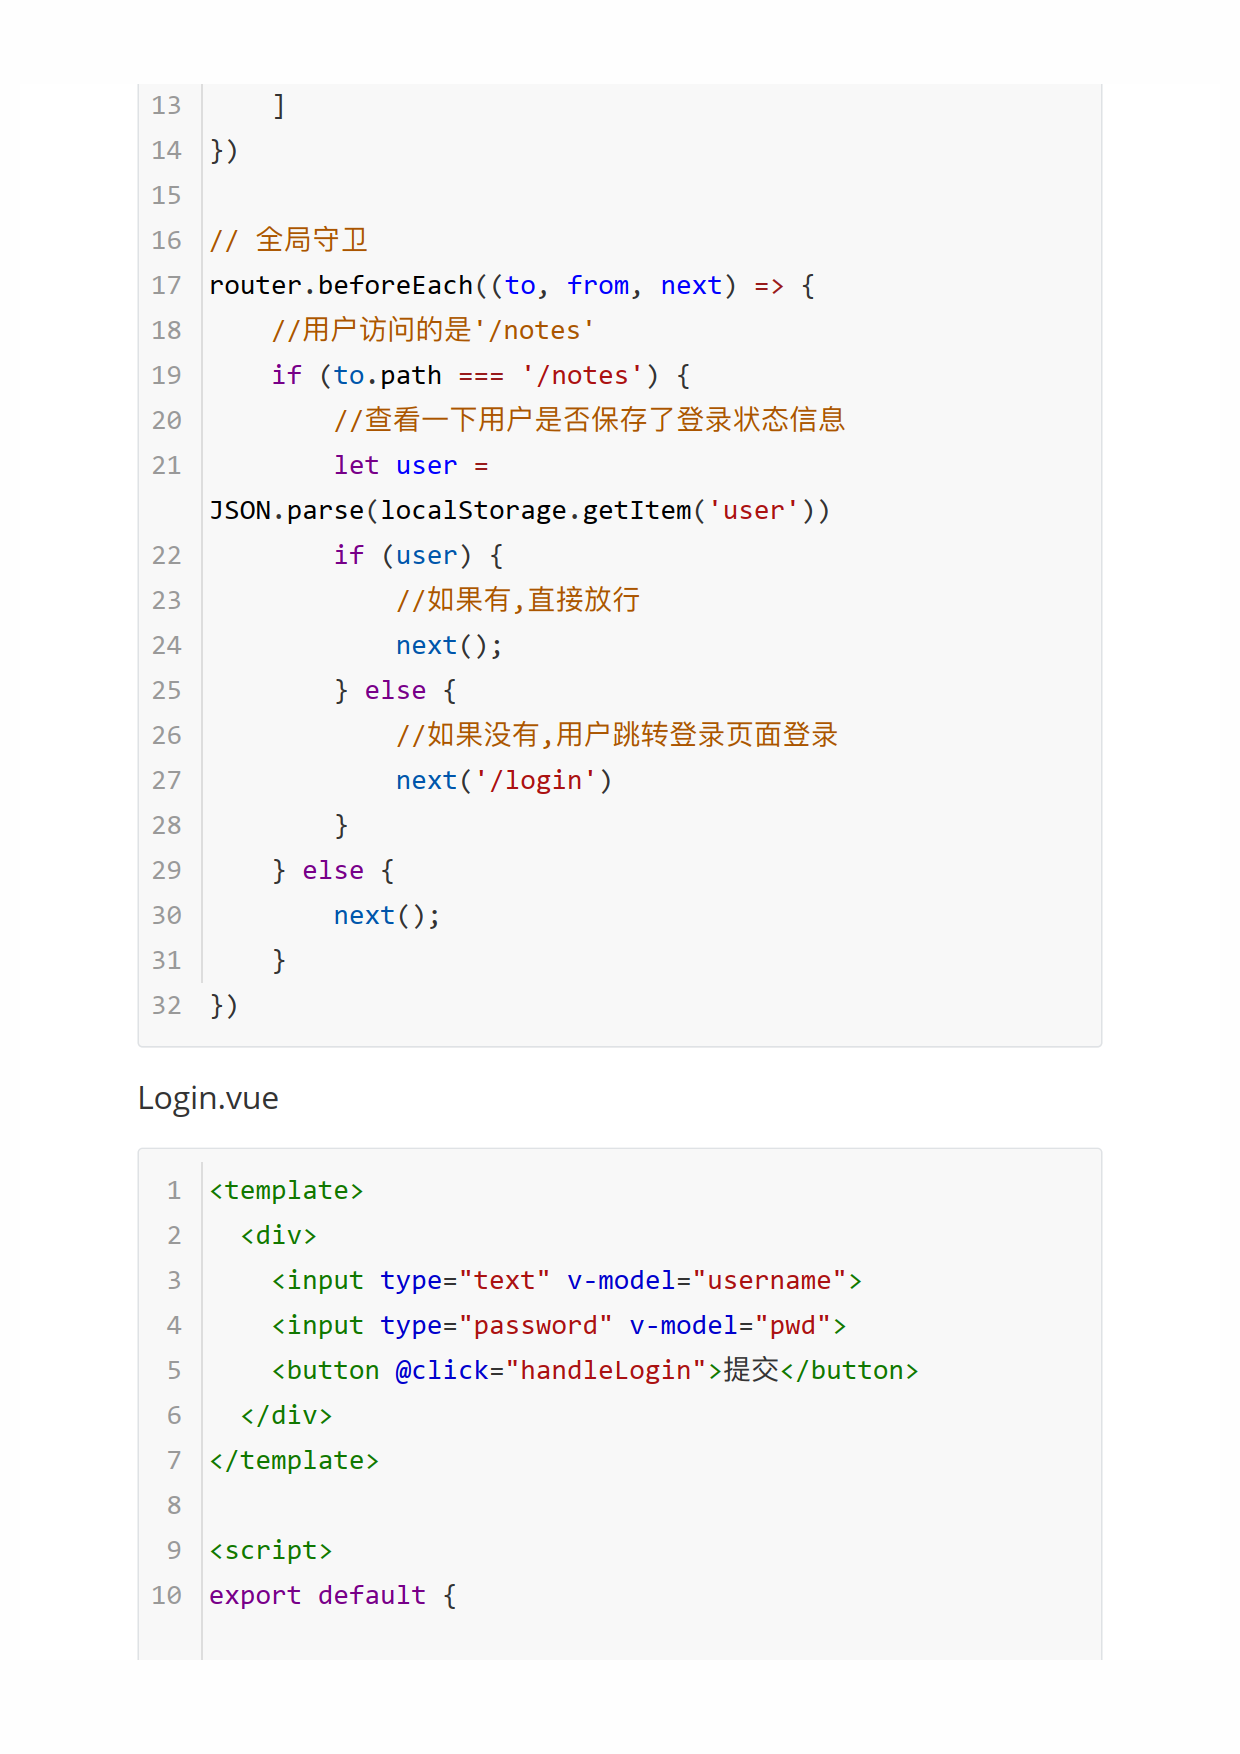 13     ]
14 })
15
16 // 全局守卫
17 router.beforeEach((to, from, next) => {
18     //用户访问的是'/notes'
19     if (to.path === '/notes') {
20         //查看一下用户是否保存了登录状态信息
21         let user =
JSON.parse(localStorage.getItem('user'))
22         if (user) {
23             //如果有,直接放行
24             next();
25         } else {
26             //如果没有,用户跳转登录页面登录
27             next('/login')
28         }
29     } else {
30         next();
31     }
32 })
Login.vue
1 <template>
2   <div>
3     <input type="text" v-model="username">
4     <input type="password" v-model="pwd">
5     <button @click="handleLogin">提交</button>
6   </div>
7 </template>
8
9 <script>
10 export default {